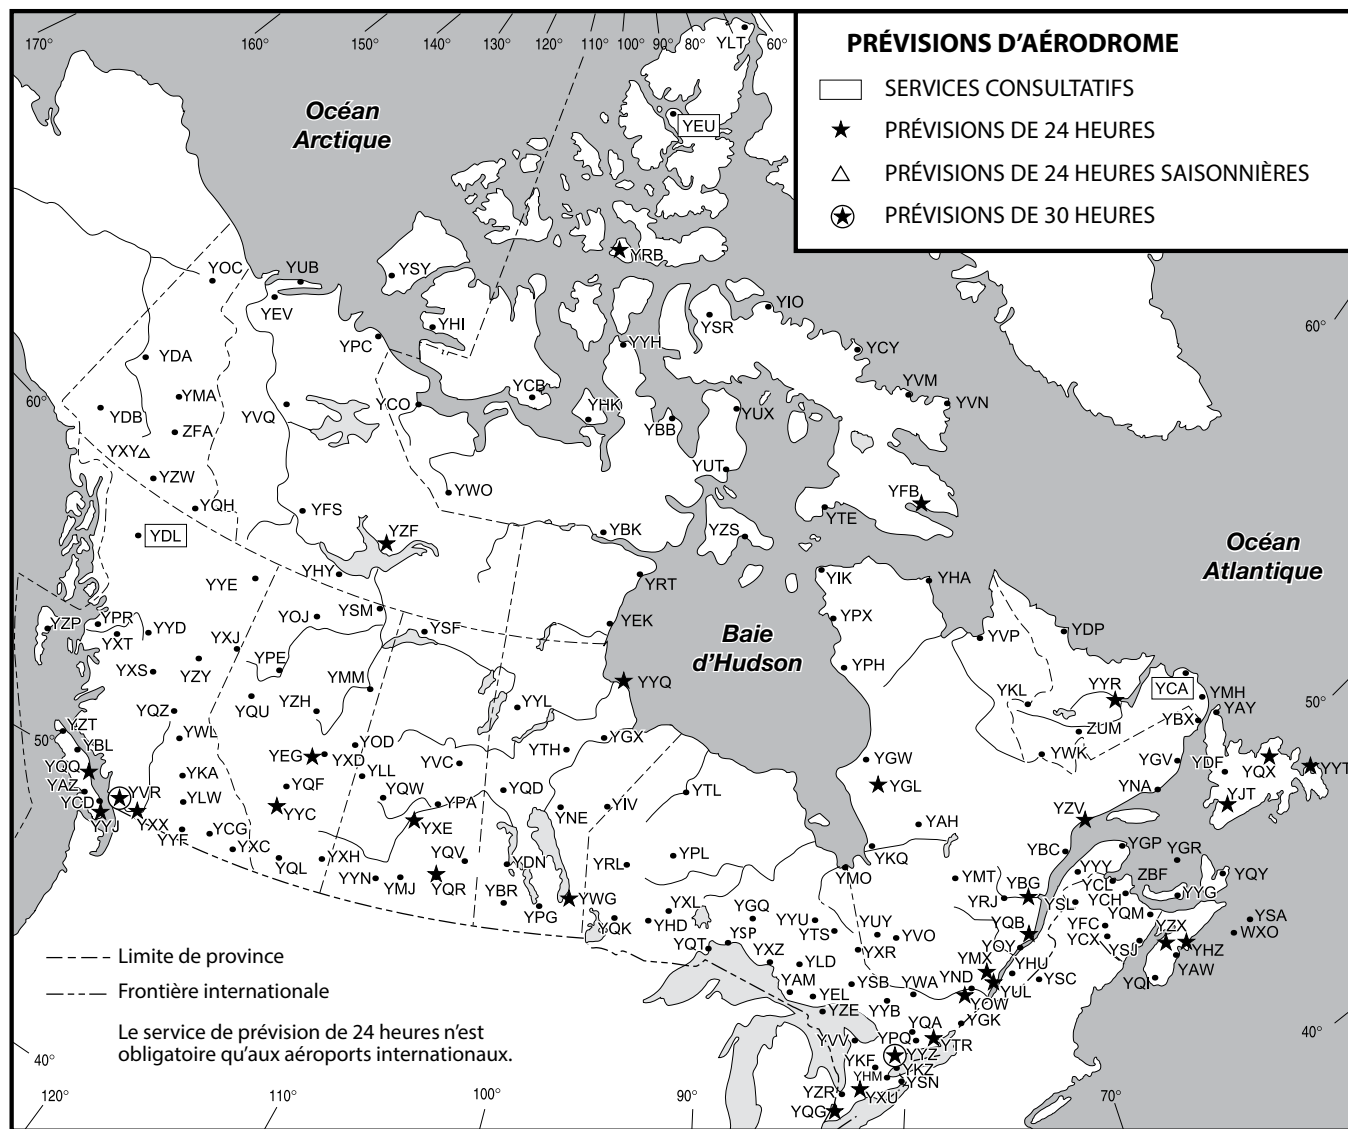 170°
160°
150°
140°
130°
120°
110°
100°
90°
80°
60°
YLT
PRÉVISIONS D'AÉRODROME
SERVICES CONSULTATIFS
PRÉVISIONS DE 24 HEURES
PRÉVISIONS DE 24 HEURES SAISONNIÈRES
PRÉVISIONS DE 30 HEURES
Océan
Arctique
YEU
YRB
YOC
YUB
YSY
YEV
YHI
YPC
YIO
YSR
YYH
YCY
60°
YDA
YMA
YDB
60°
ZFA
YXY
YZW
YQH
YVQ
YCO
YCB
YHK
YBB
YUX
YVM
YVN
YUT
YWO
YFS
YZF
YBK
YZS
YTE
YFB
YDL
Océan
Atlantique
YYE
YHY
YSM
YOJ
YSF
YRT
YEK
YIK
YHA
YPX
Baie
d'Hudson
YZP
YPR
YXT
YYD
YXJ
YXS
YZY
YPE
YMM
YVP
YDP
YPH
YYQ
YKL
YYR
YCA
YMH
YAY
50°
YQU
YZH
YYL
YBX
ZUM
YQZ
YZT
YBL
50°
YWL
YEG
YXD
YOD
YTH
YGX
YGW
YWK
YGV
YDF
YQX
YYT
YQQ
YKA
YQF
YLL
YVC
YQW
YQD
YTL
YGL
YNA
YJT
YAZ
YVR
YLW
YCD
YYJ
YXX
YYF
YCG
YXC
YYC
YPA
YXE
YNE
YIV
YAH
YZV
YQL
YXH
YQV
YDN
YRL
YPL
YKQ
YMO
YBC
YGP
YGR
YYY
ZBF
YQY
YYN
YMJ
YQR
YBR
YPG
YWG
YMT
YRJ
YBG
YSL
YCL
YCH
YYG
YQK
YHD
YXL
YGQ
YYU
YTS
YUY
YVO
YQB
YFC
YQM
YZX
YSA
WXO
YQT
YSP
YXZ
YXR
YOY
YCX
YSJ
YHZ
YAW
YQI
YLD
YMX
YHU
YND
YSC
YUL
YAM
YEL
YSB
YWA
YOW
YZE
YYB
YGK
YQA
YTR
YVV
YPQ
YYZ
YKF
YKZ
YHM
YSN
YZR
YXU
YQG
Limite de province
Frontière internationale
Le service de prévision de 24 heures n'est
obligatoire qu'aux aéroports internationaux.
40°
40°
120°
110°
100°
90°
70°